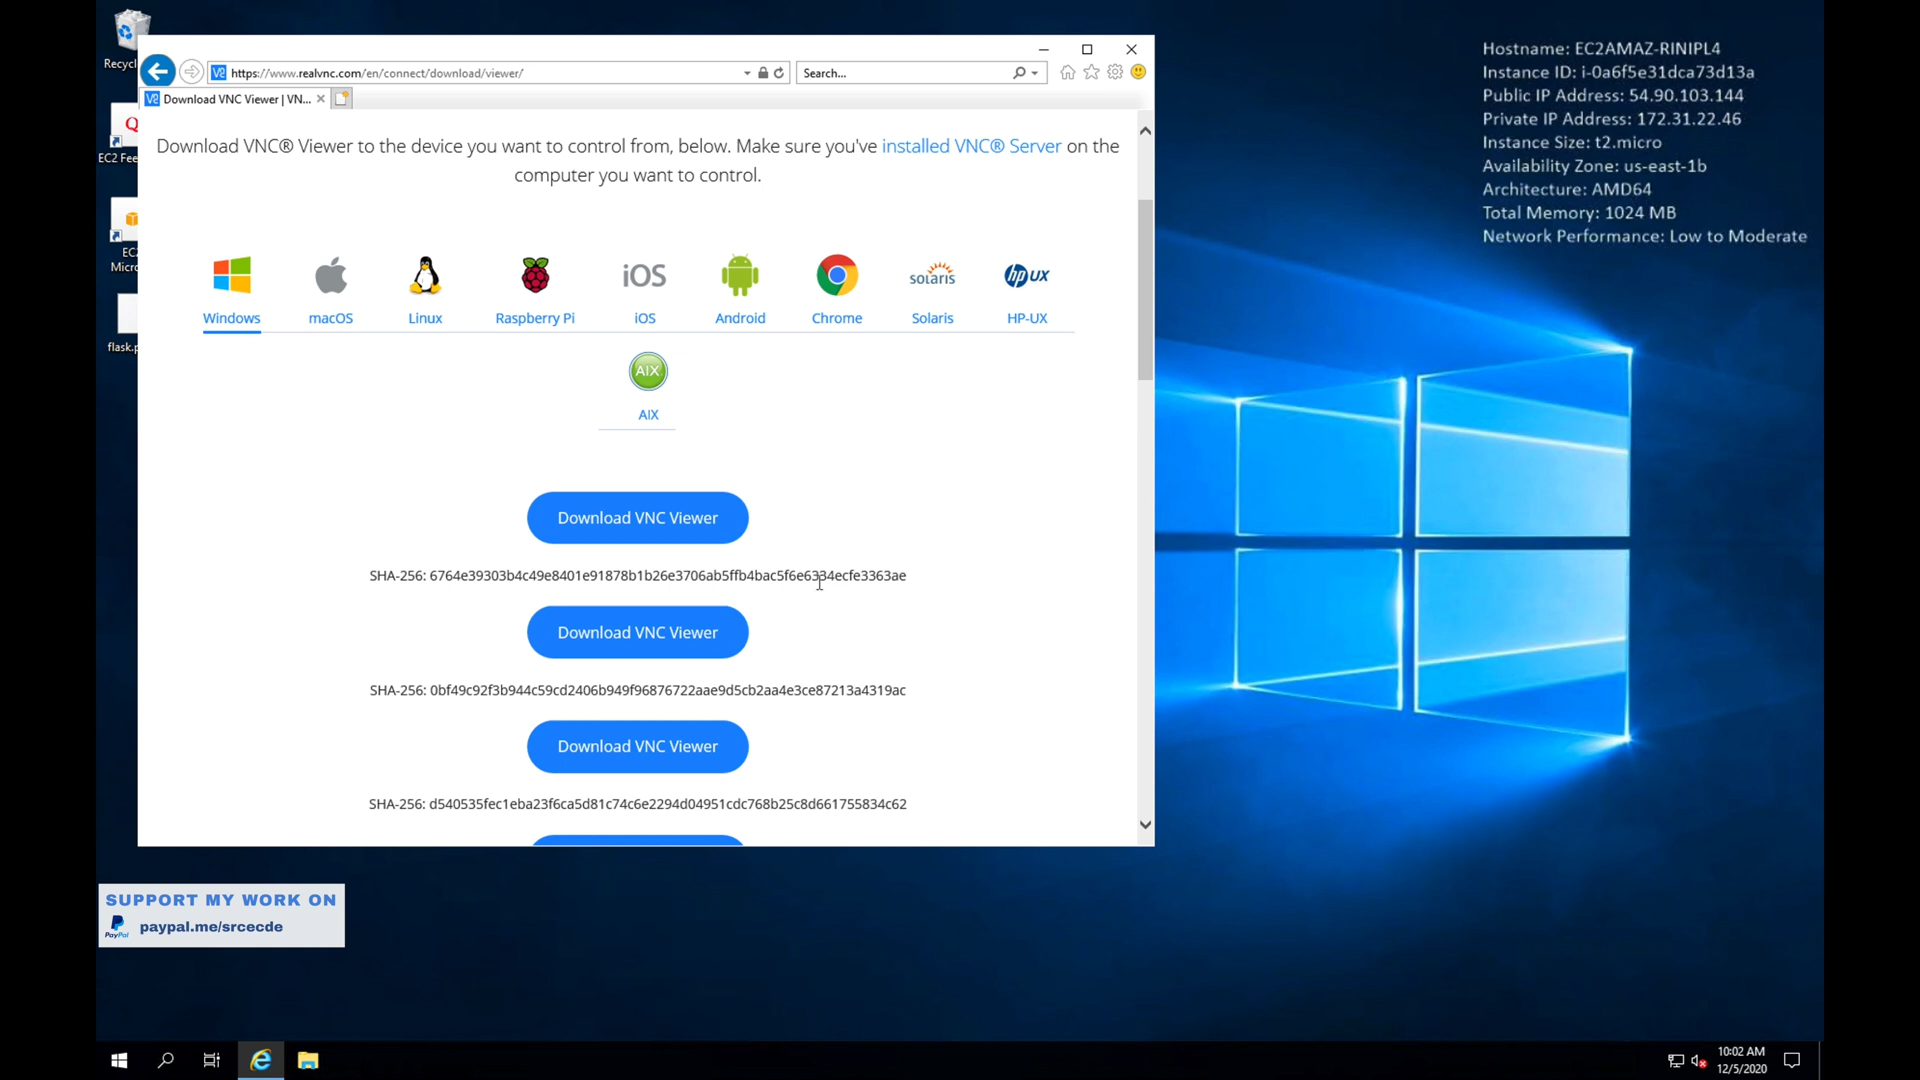 Recycl
EC2 Fee
EC2
Micro
flask.p
https://www.realvnc.com/en/connect/download/viewer/
Search...
Download VNC Viewer | VN...
Download VNC® Viewer to the device you want to control from, below. Make sure you've installed VNC® Server on the
computer you want to control.
iOS
solaris
hp UX
Windows
macOS
Linux
Raspberry Pi
iOS
Android
Chrome
Solaris
HP-UX
AIX
AIX
Download VNC Viewer
SHA-256: 6764e39303b4c49e8401e91878b1b26e3706ab5ffb4bac5f6e6334ecfe3363ae
Download VNC Viewer
SHA-256: 0bf49c92f3b944c59cd2406b949f96876722aae9d5cb2aa4e3ce87213a4319ac
Download VNC Viewer
SHA-256: d540535fec1eba23f6ca5d81c74c6e2294d04951cdc768b25c8d661755834c62
Hostname: EC2AMAZ-RINIPL4
Instance ID: i-0a6f5e31dca73d13a
Public IP Address: 54.90.103.144
Private IP Address: 172.31.22.46
Instance Size: t2.micro
Availability Zone: us-east-1b
Architecture: AMD64
Total Memory: 1024 MB
Network Performance: Low to Moderate
SUPPORT MY WORK ON
PayPal
paypal.me/srcecde
10:02 AM
12/5/2020